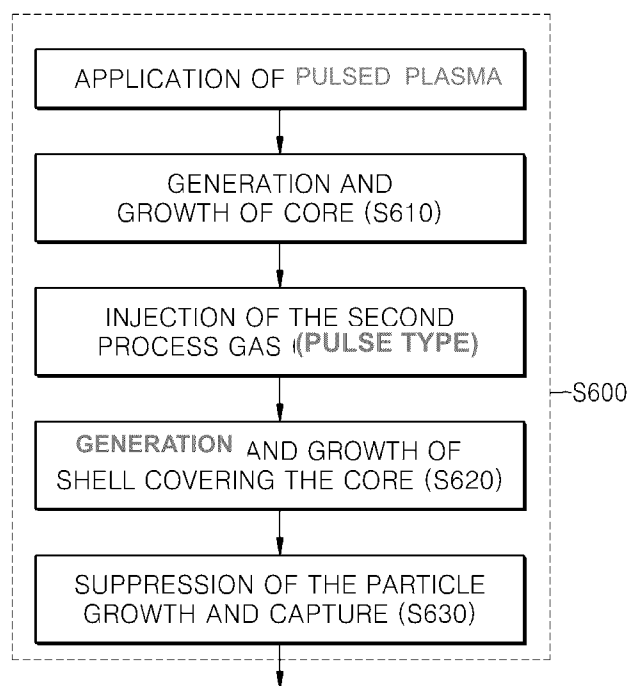 APPLICATION OF PULSED PLASMA
GENERATION AND
GROWTH OF CORE (S610)
INJECTION OF THE SECOND
PROCESS GAS ((PULSE TYPE)
GENERATION AND GROWTH OF
SHELL COVERING THE CORE (S620)
SUPPRESSION OF THE PARTICLE
GROWTH AND CAPTURE (S630)
S600